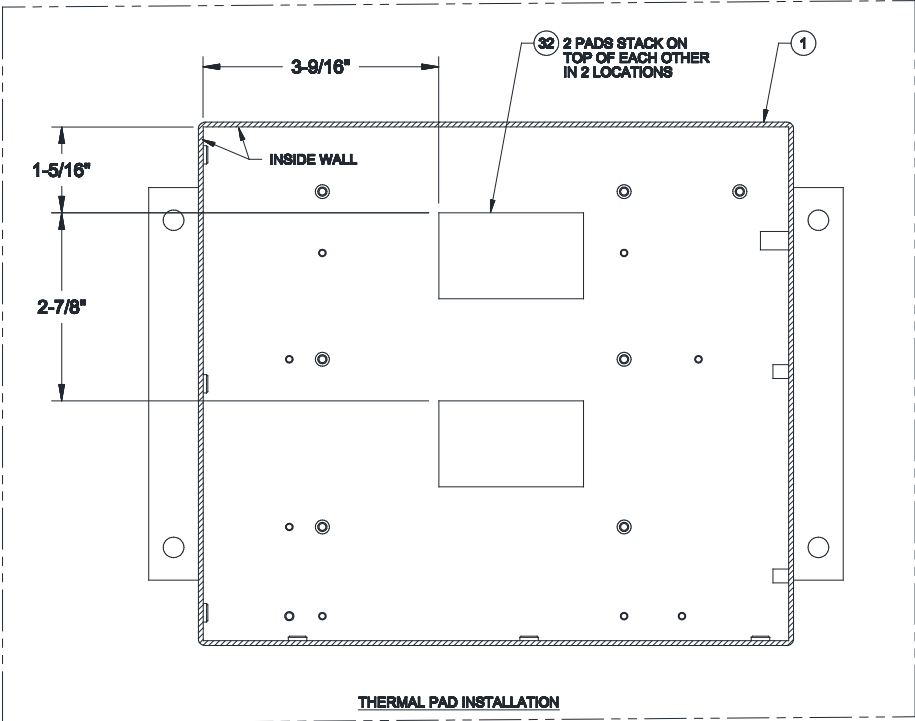 32 2 PADS STACK ON
TOP OF EACH OTHER
IN 2 LOCATIONS
1
3-9/16"
INSIDE WALL
1-5/16"
2-7/8"
THERMAL PAD INSTALLATION